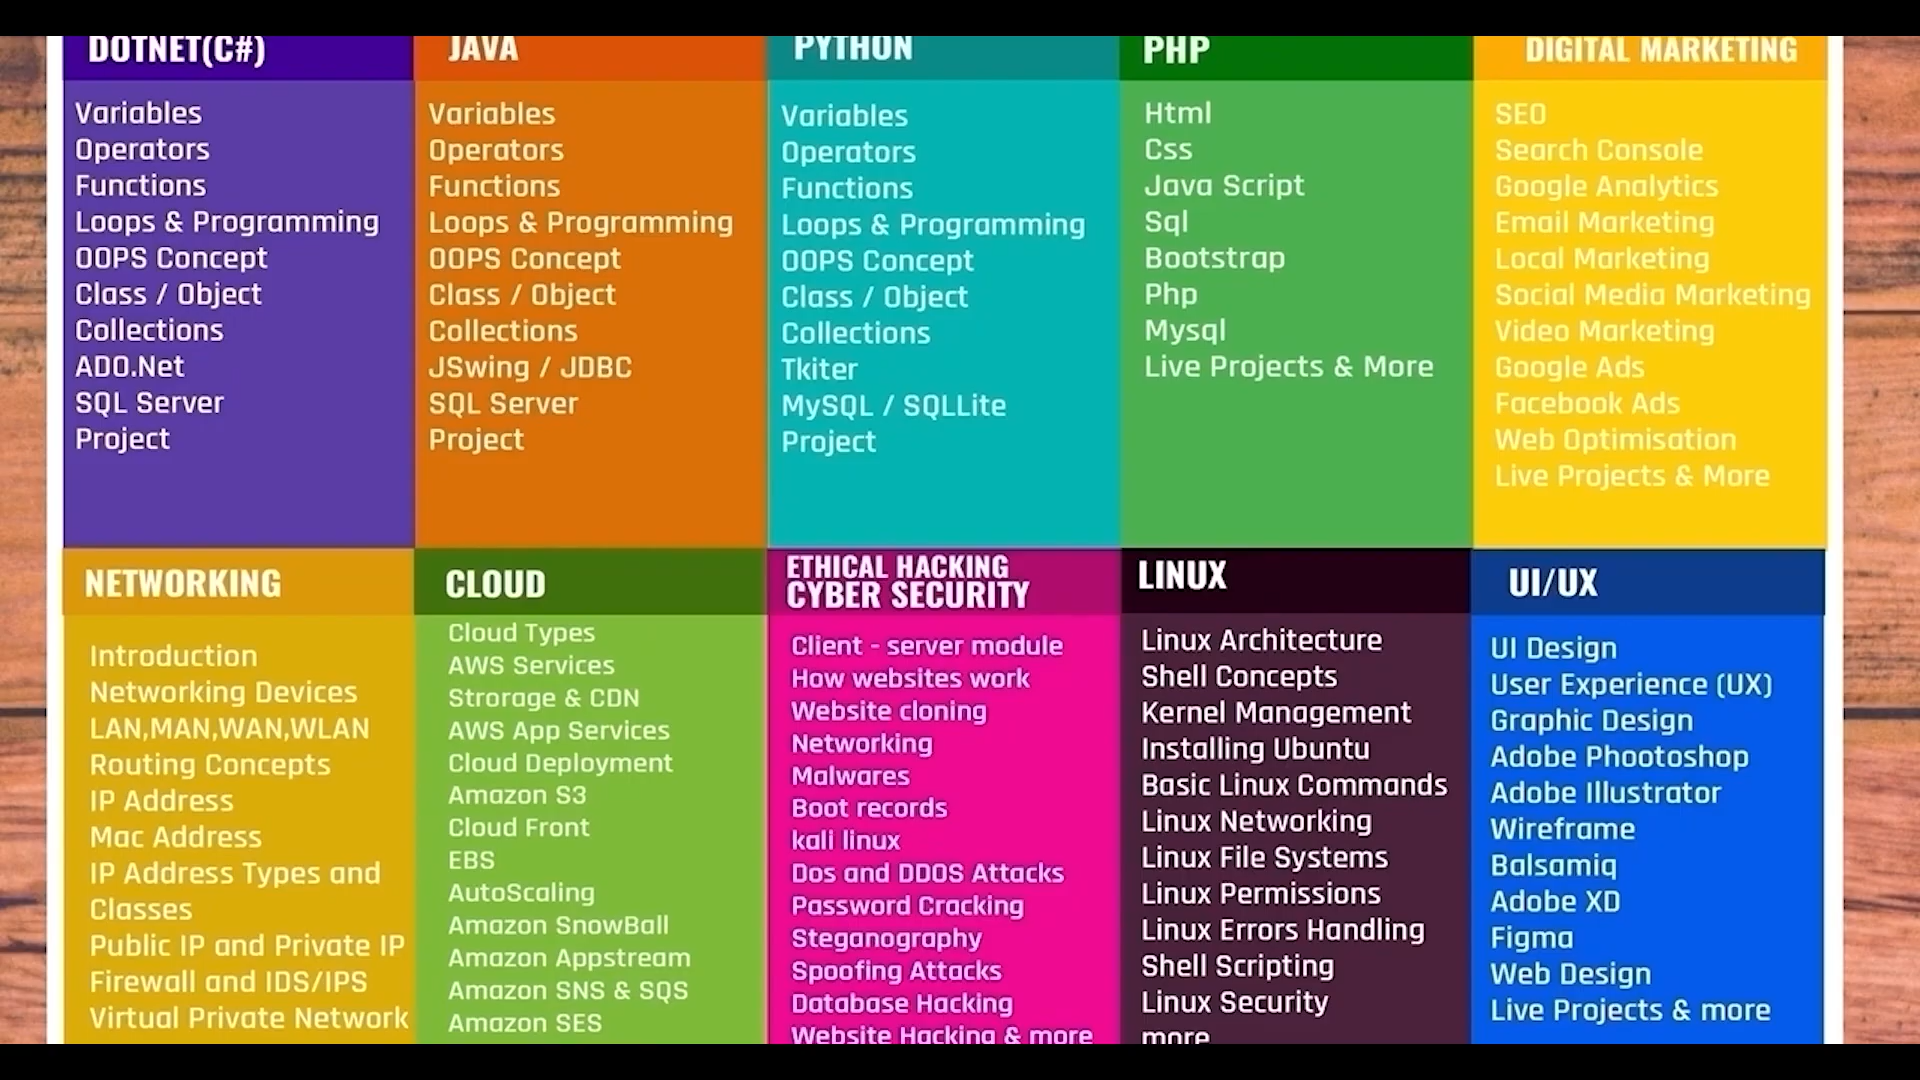 DOTNET(C#)
Variables
Operators
Functions
Loops & Programming
OOPS Concept
Class / Object
Collections
ADO.Net
SQL Server
Project
JAVA
Variables
Operators
Functions
Loops & Programming
OOPS Concept
Class / Object
Collections
JSwing / JDBC
SQL Server
Project
PYTHON
Variables
Operators
Functions
Loops & Programming
OOPS Concept
Class / Object
Collections
Tkiter
MySQL / SQLLite
Project
PHP
Html
Css
Java Script
Sql
Bootstrap
Php
Mysql
Live Projects & More
DIGITAL MARKETING
SEO
Search Console
Google Analytics
Email Marketing
Local Marketing
Social Media Marketing
Video Marketing
Google Ads
Facebook Ads
Web Optimisation
Live Projects & More
NETWORKING
Introduction
Networking Devices
LAN,MAN,WAN,WLAN
Routing Concepts
IP Address
Mac Address
IP Address Types and
Classes
Public IP and Private IP
Firewall and IDS/IPS
Virtual Private Network
CLOUD
Cloud Types
AWS Services
Strorage & CDN
AWS App Services
Cloud Deployment
Amazon S3
Cloud Front
EBS
AutoScaling
Amazon SnowBall
Amazon Appstream
Amazon SNS & SQS
Amazon SES
ETHICAL HACKING
CYBER SECURITY
Client - server module
How websites work
Website cloning
Networking
Malwares
Boot records
kali linux
Dos and DDOS Attacks
Password Cracking
Steganography
Spoofing Attacks
Database Hacking
Website Hacking & more
LINUX
Linux Architecture
Shell Concepts
Kernel Management
Installing Ubuntu
Basic Linux Commands
Linux Networking
Linux File Systems
Linux Permissions
Linux Errors Handling
Shell Scripting
Linux Security
more
UI/UX
UI Design
User Experience (UX)
Graphic Design
Adobe Phootoshop
Adobe Illustrator
Wireframe
Balsamiq
Adobe XD
Figma
Web Design
Live Projects & more